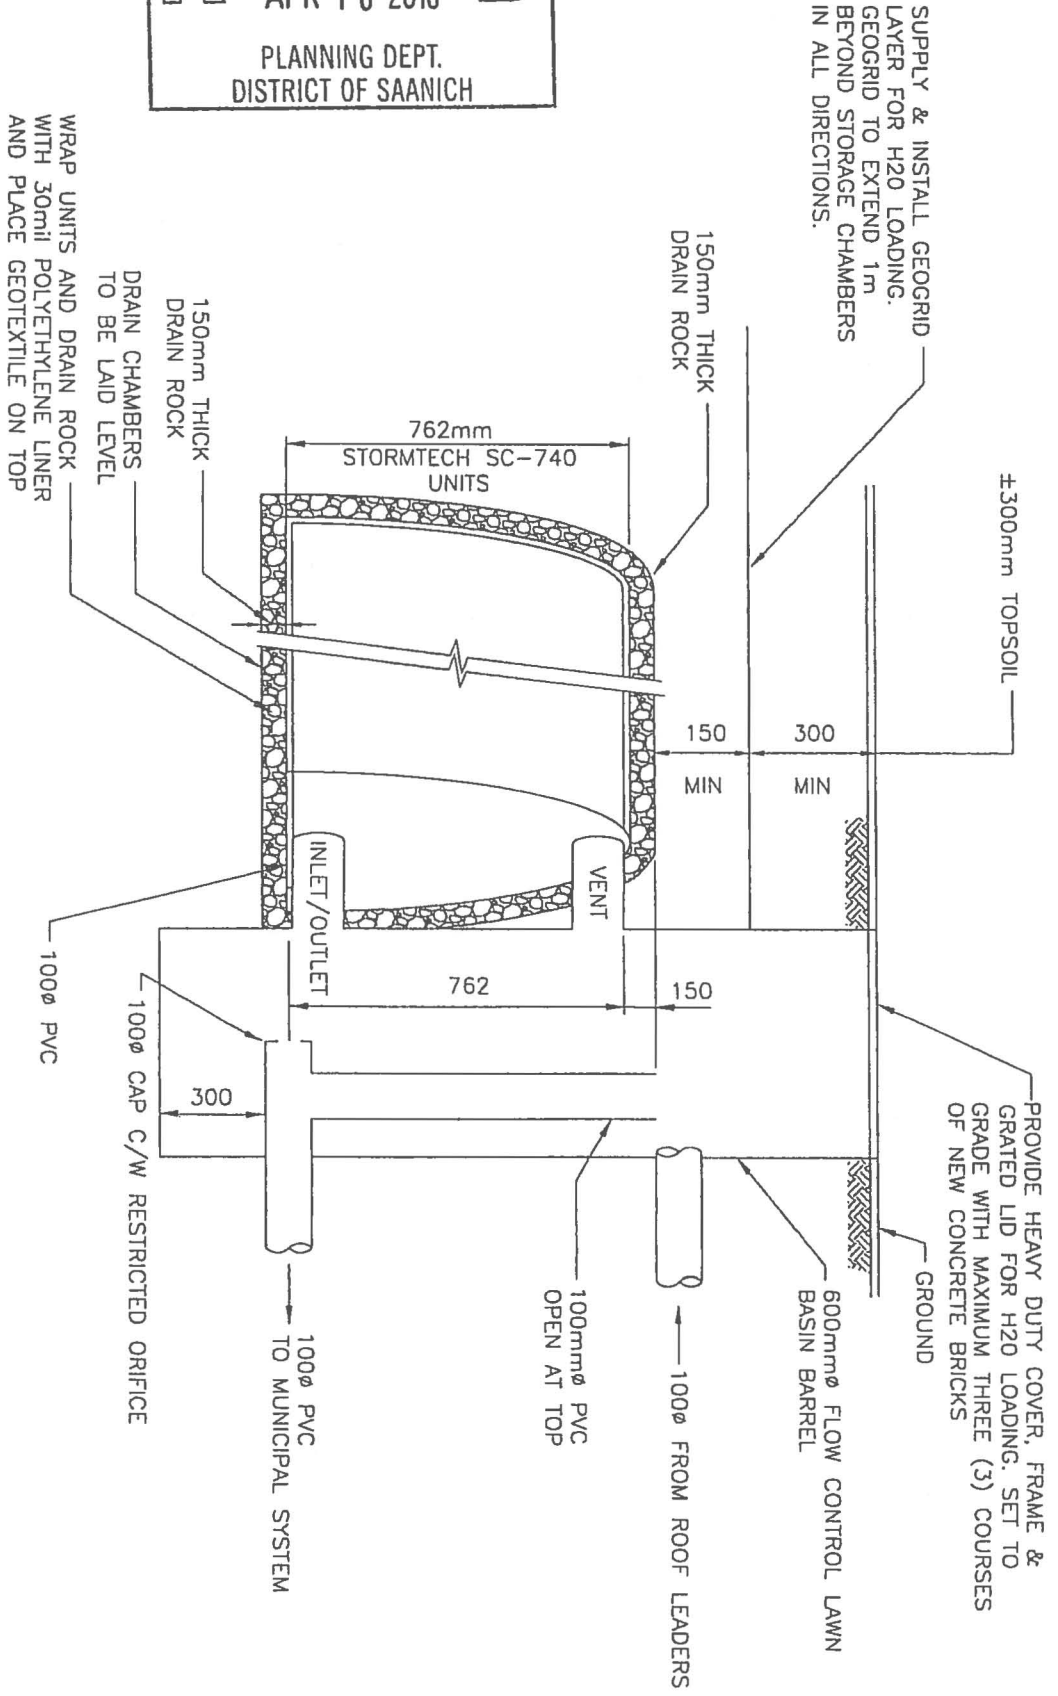 APR 1 6 2018
PLANNING DEPT.
DISTRICT OF SAANICH
SUPPLY & INSTALL GEOGRID
LAYER FOR H20 LOADING.
GEOGRID TO EXTEND 1m
BEYOND STORAGE CHAMBERS
IN ALL DIRECTIONS.
±300mm TOPSOIL
PROVIDE HEAVY DUTY COVER, FRAME &
GRATED LID FOR H20 LOADING. SET TO
GRADE WITH MAXIMUM THREE (3) COURSES
OF NEW CONCRETE BRICKS
GROUND
150mm THICK
DRAIN ROCK
300
MIN
150
MIN
600mmø FLOW CONTROL LAWN
BASIN BARREL
100ø FROM ROOF LEADERS
762mm
STORMTECH SC-740
UNITS
VENT
150
762
INLET/OUTLET
100mmø PVC
OPEN AT TOP
150mm THICK
DRAIN ROCK
DRAIN CHAMBERS
TO BE LAID LEVEL
WRAP UNITS AND DRAIN ROCK
WITH 30mil POLYETHYLENE LINER
AND PLACE GEOTEXTILE ON TOP
100ø PVC
300
100ø CAP C/W RESTRICTED ORIFICE
100ø PVC
TO MUNICIPAL SYSTEM